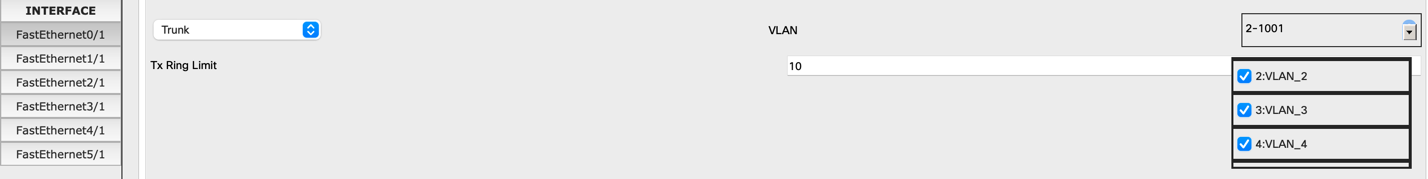 INTERFACE
FastEthernet0/1
FastEthernet1/1
FastEthernet2/1
FastEthernet3/1
FastEthernet4/1
FastEthernet5/1
Trunk
VLAN
2-1001
Tx Ring Limit
10
2:VLAN_2
3:VLAN_3
4:VLAN_4